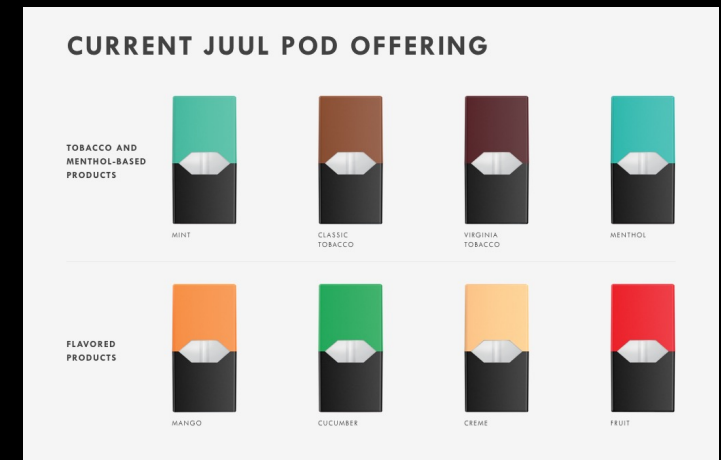 CURRENT JUUL POD OFFERING
TOBACCO AND
MENTHOL-BASED
PRODUCTS
MINT
CLASSIC
TOBACCO
VIRGINIA
TOBACCO
MENTHOL
FLAVORED
PRODUCTS
MANGO
CUCUMBER
CREME
FRUIT